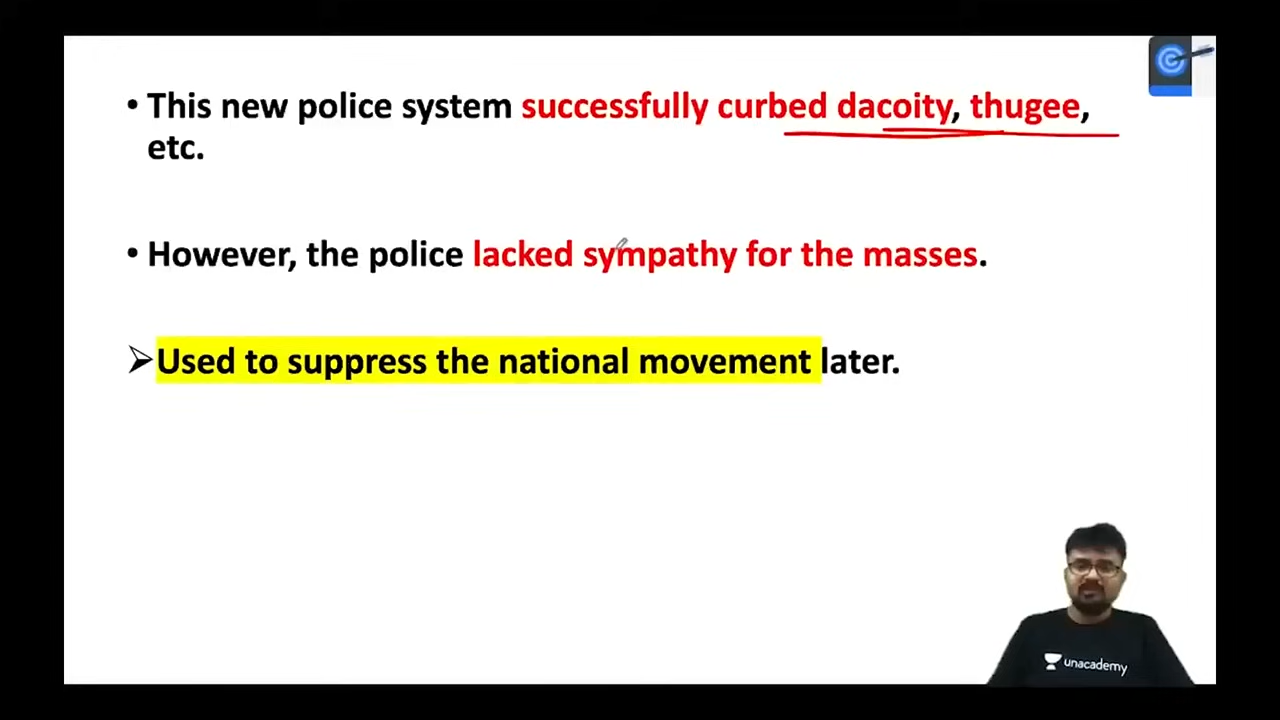 • This new police system successfully curbed dacoity, thugee,
etc.
• However, the police lacked sympathy for the masses.
➢Used to suppress the national movement later.
unacademy